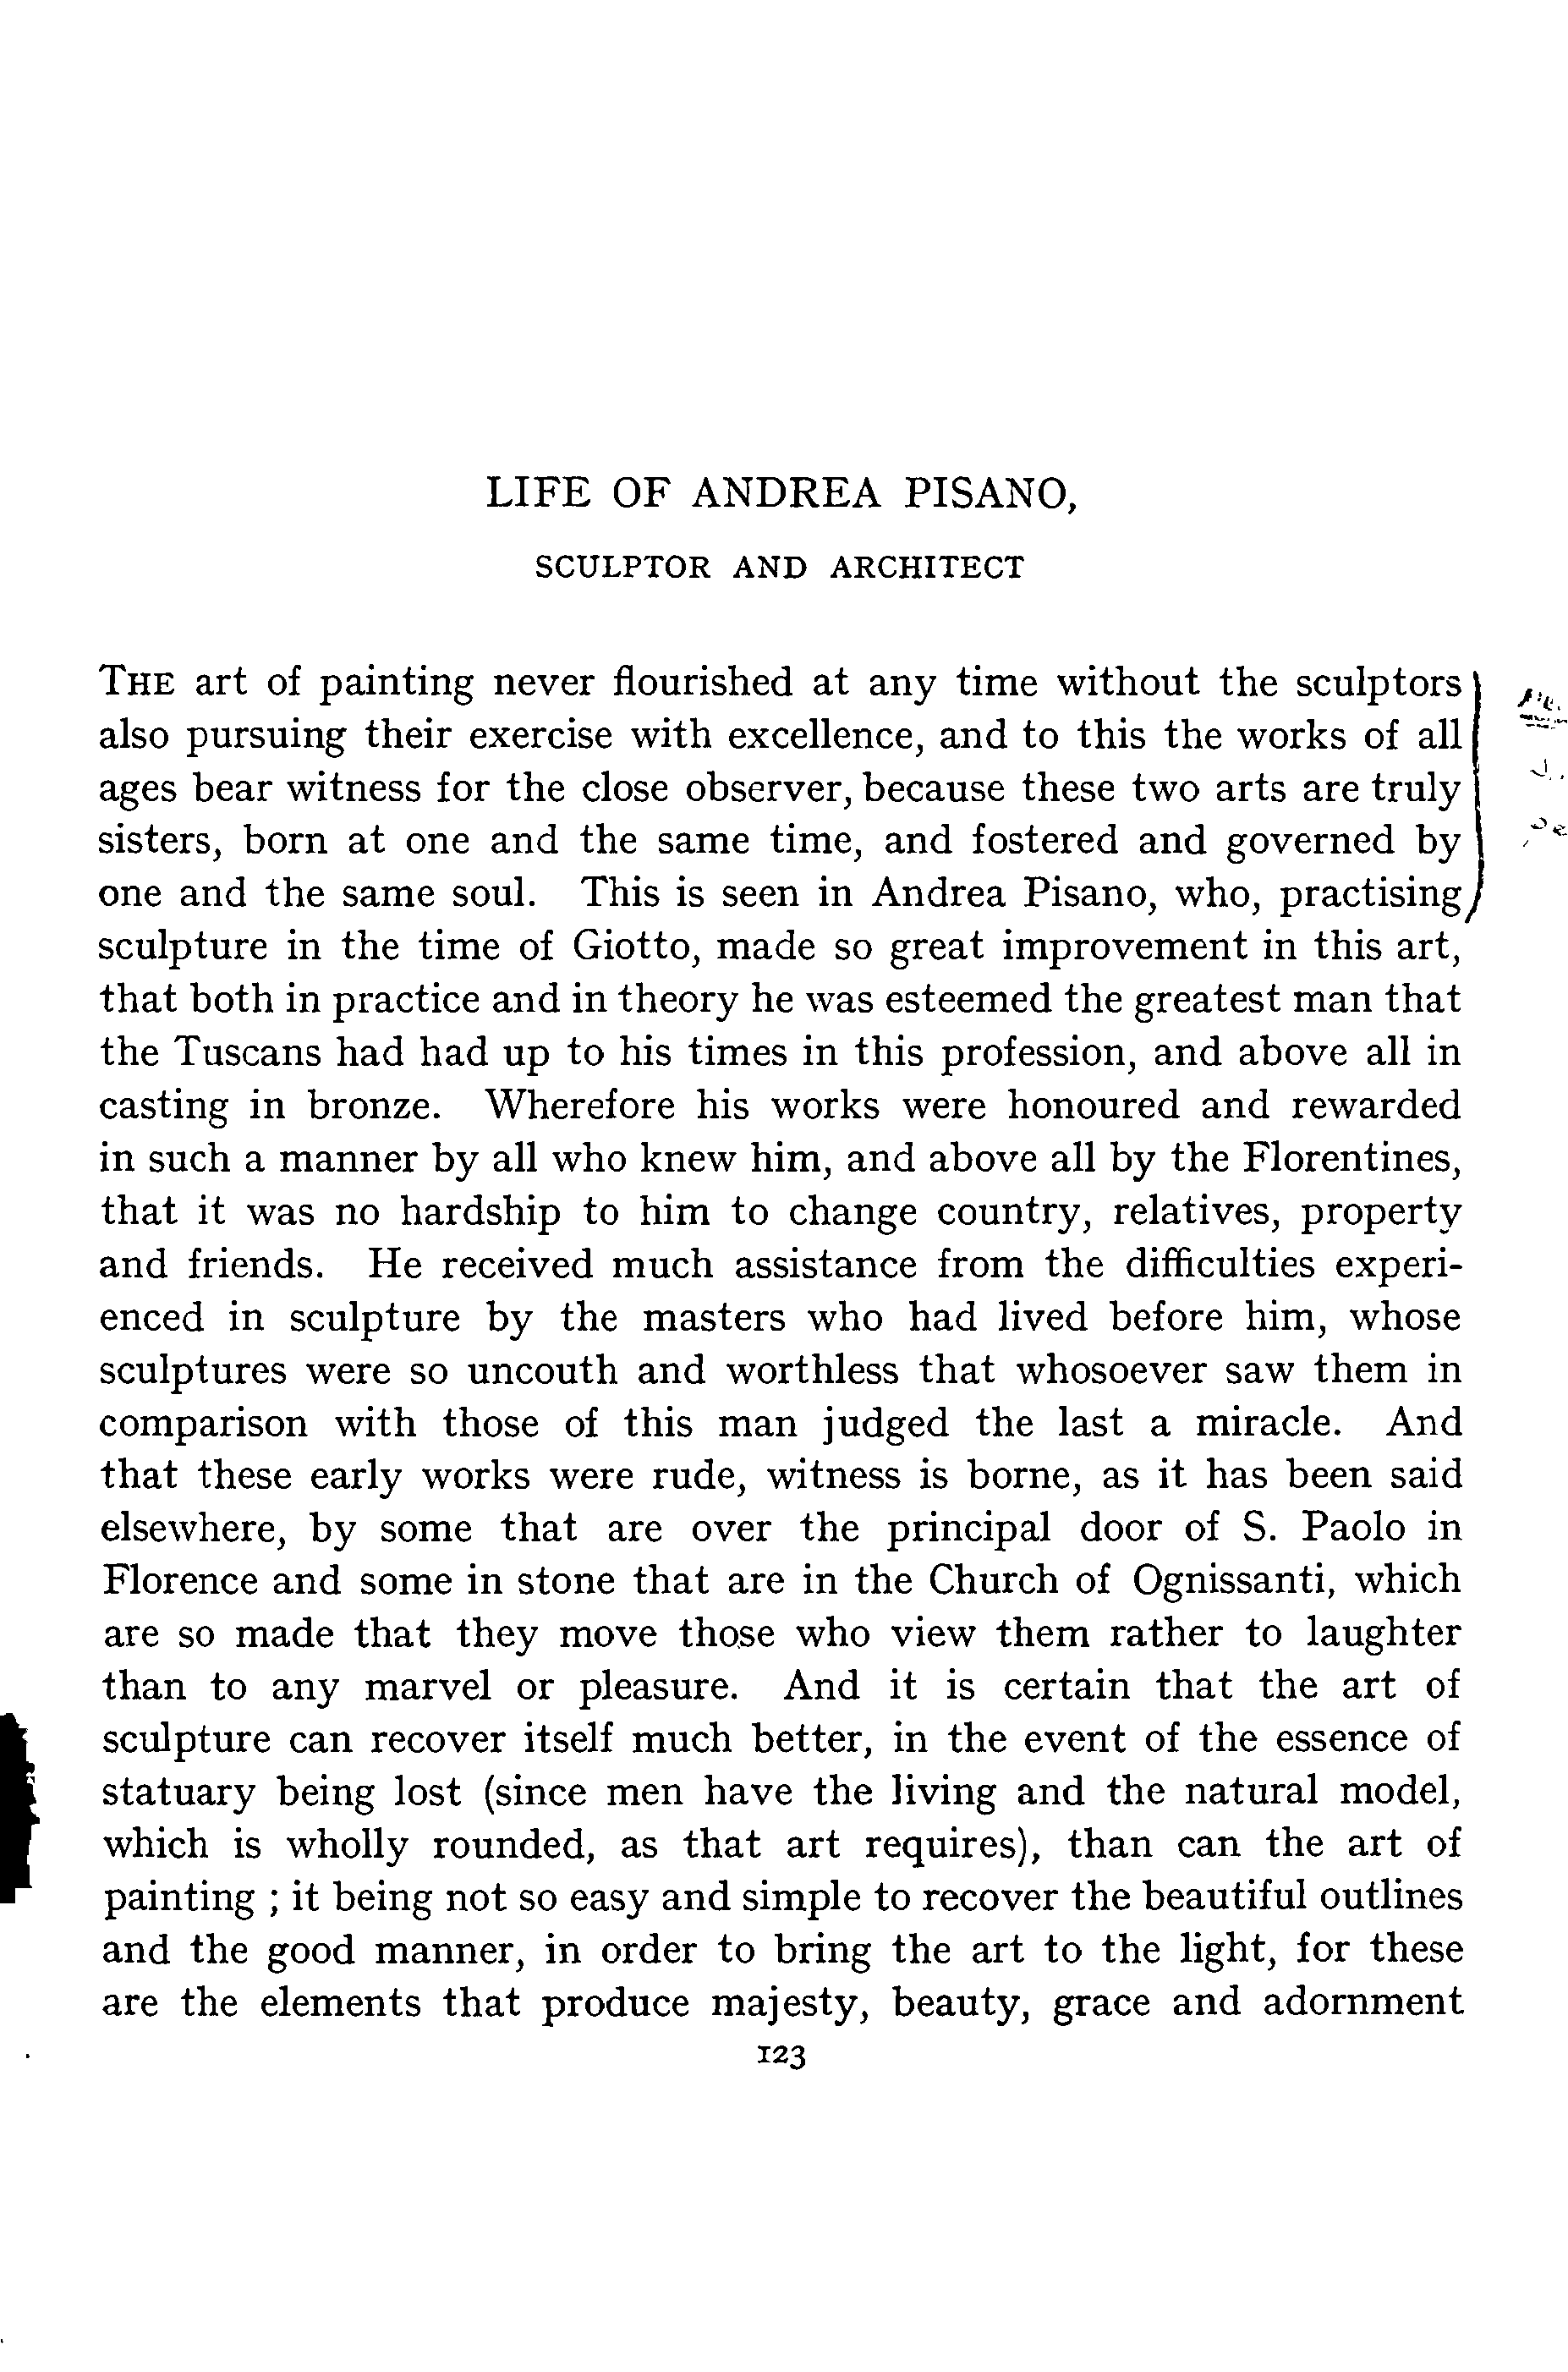 LIFE OF ANDREA PISANO,
SCULPTOR AND ARCHITECT
THE art of painting never flourished at any time without the sculptors
also pursuing their exercise with excellence, and to this the works of all
ages bear witness for the close observer, because these two arts are truly
sisters, born at one and the same time, and fostered and governed by
one and the same soul. This is seen in Andrea Pisano, who, practising
sculpture in the time of Giotto, made so great improvement in this art,
that both in practice and in theory he was esteemed the greatest man that
the Tuscans had had up to his times in this profession, and above all in
casting in bronze. Wherefore his works were honoured and rewarded
in such a manner by all who knew him, and above all by the Florentines,
that it was no hardship to him to change country, relatives, property
and friends. He received much assistance from the difficulties experi-
enced in sculpture by the masters who had lived before him, whose
sculptures were so uncouth and worthless that whosoever saw them in
comparison with those of this man judged the last a miracle. And
that these early works were rude, witness is borne, as it has been said
elsewhere, by some that are over the principal door of S. Paolo in
Florence and some in stone that are in the Church of Ognissanti, which
are so made that they move those who view them rather to laughter
than to any marvel or pleasure. And it is certain that the art of
sculpture can recover itself much better, in the event of the essence of
statuary being lost (since men have the living and the natural model,
which is wholly rounded, as that art requires), than can the art of
painting ; it being not so easy and simple to recover the beautiful outlines
and the good manner, in order to bring the art to the light, for these
are the elements that produce majesty, beauty, grace and adornment
123